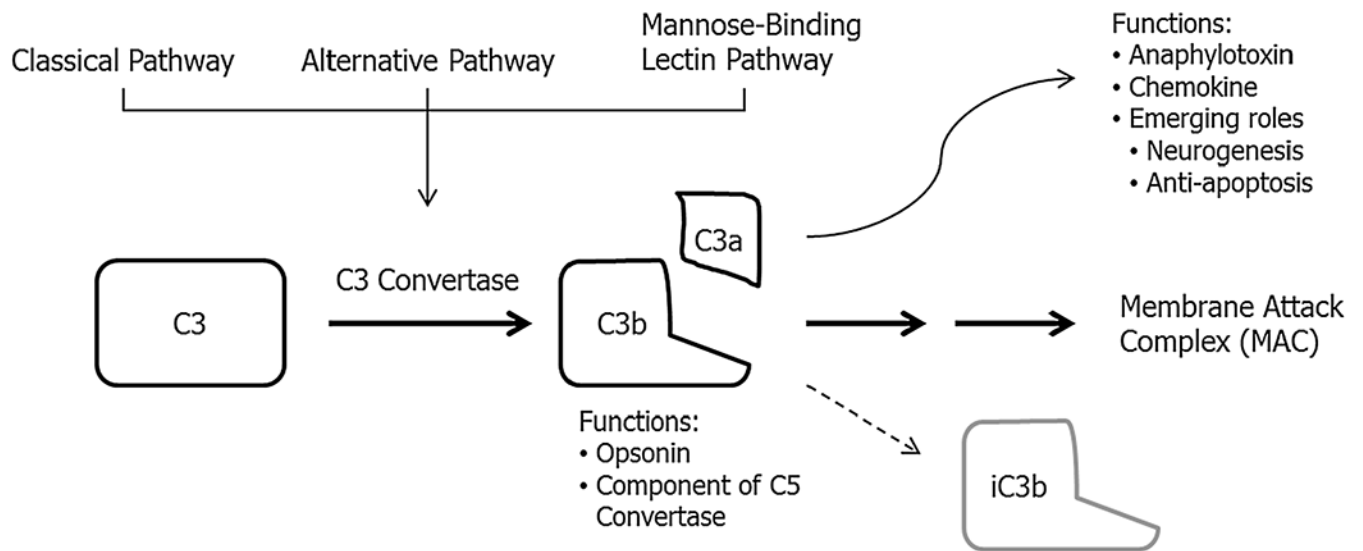 Classical Pathway
Alternative Pathway
Mannose-Binding
Lectin Pathway
Functions:
• Anaphylotoxin
• Chemokine
• Emerging roles
• Neurogenesis
• Anti-apoptosis
C3
C3 Convertase
C3a
C3b
Membrane Attack
Complex (MAC)
Functions:
• Opsonin
• Component of C5
Convertase
iC3b